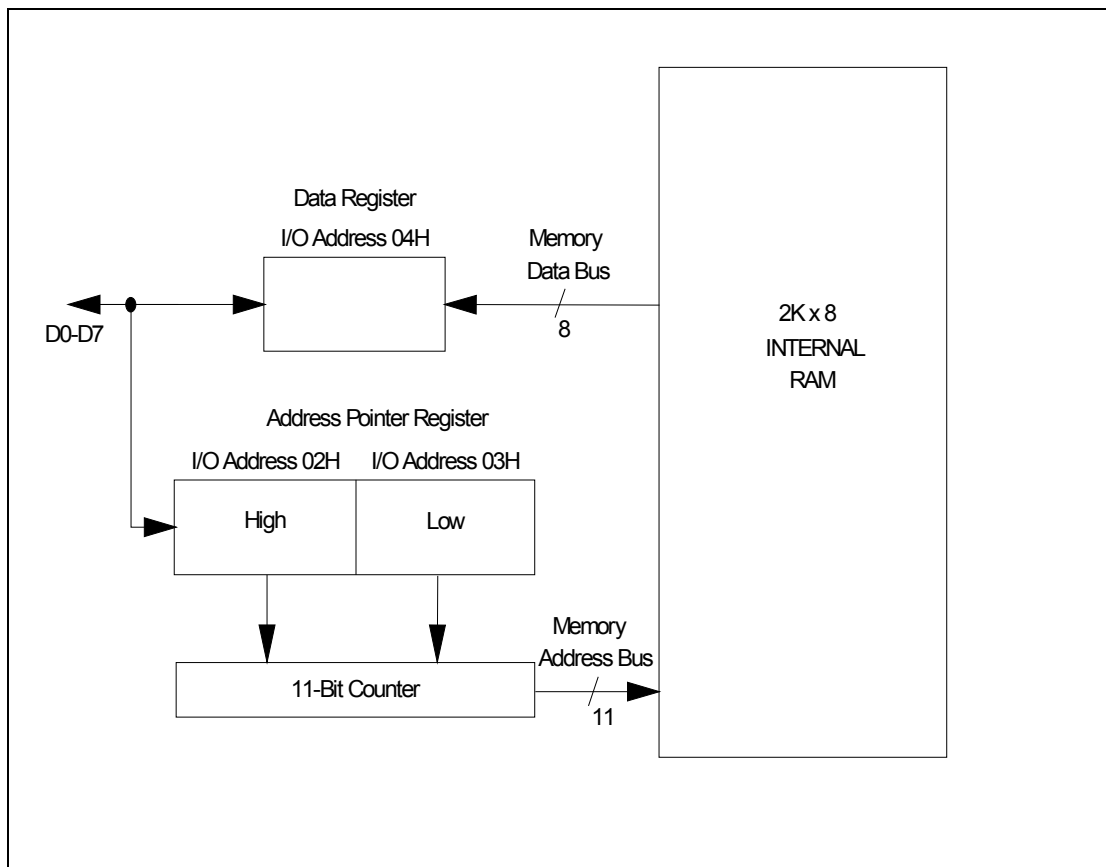 Data Register
I/O Address 04H
Memory
Data Bus
8
D0-D7
2K x 8
INTERNAL
RAM
Address Pointer Register
I/O Address 02H
I/O Address 03H
High
Low
Memory
Address Bus
11
11-Bit Counter